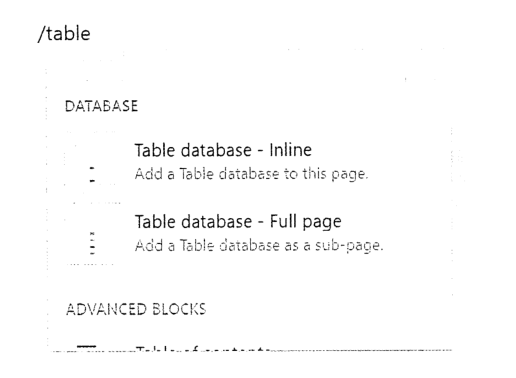 /table
DATABASE
Table database - Inline
Add a Table database to this page.
Table database - Full page
Add a Table database as a sub-page.
ADVANCED BLOCKS
Table of contents